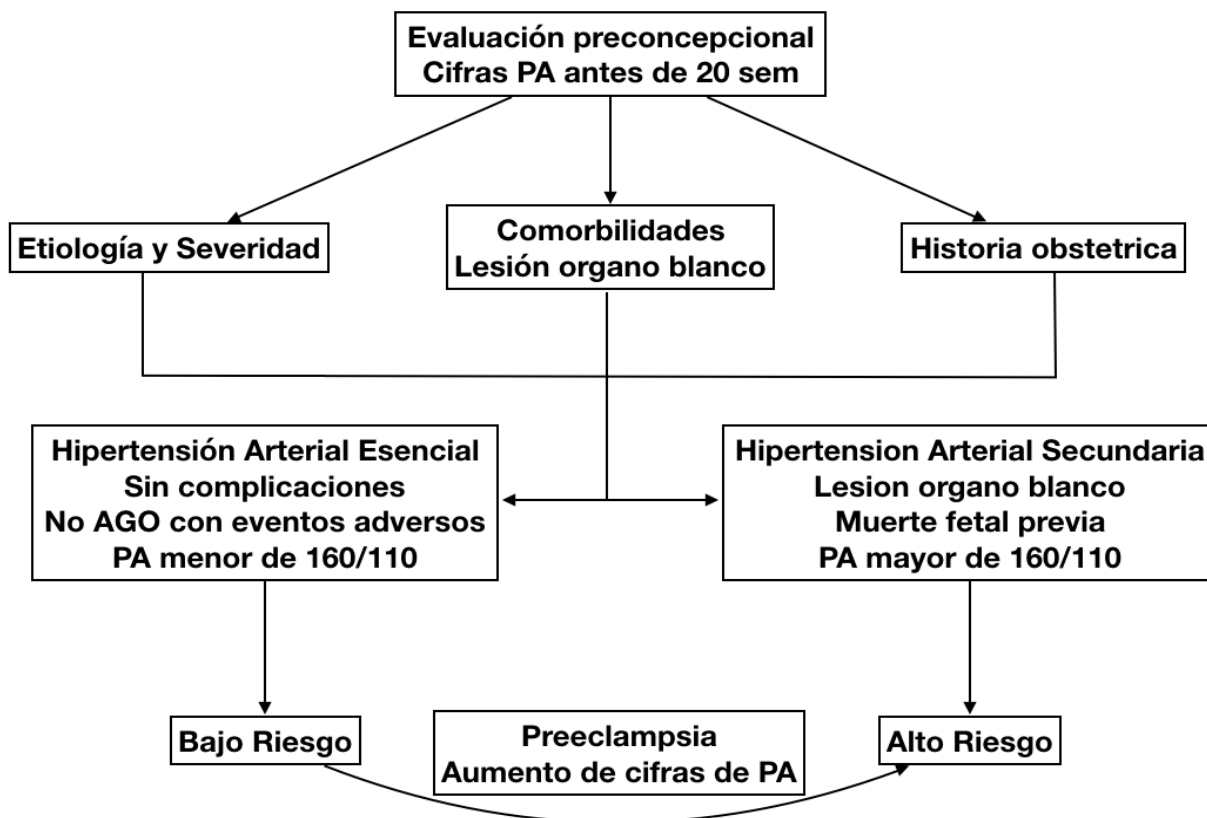 Evaluación preconcepcional
Cifras PA antes de 20 sem
Etiología y Severidad
Comorbilidades
Lesión organo blanco
Historia obstetrica
Hipertensión Arterial Esencial
Sin complicaciones
No AGO con eventos adversos
PA menor de 160/110
Hipertension Arterial Secundaria
Lesion organo blanco
Muerte fetal previa
PA mayor de 160/110
Bajo Riesgo
Preeclampsia
Aumento de cifras de PA
Alto Riesgo